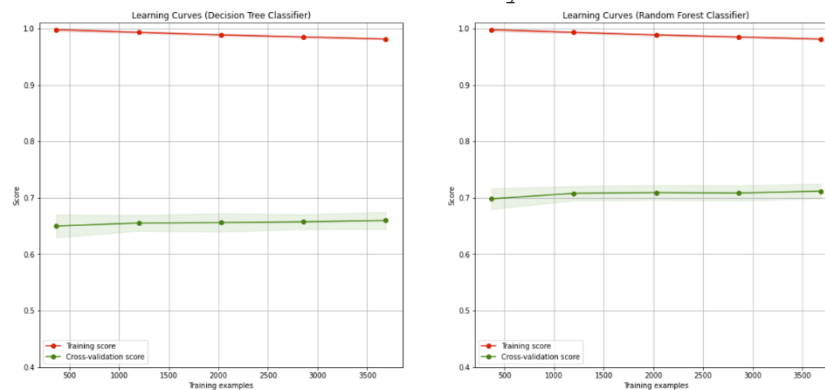 Learning Curves (Decision Tree Classifier)
1.0
0.9
0.8
0.7
0.6
0.5
0.4
Score
500
1000
1500
2000
2500
3000
3500
Training examples
Training score
Cross-validation score
Learning Curves (Random Forest Classifier)
1.0
0.9
0.8
0.7
0.6
0.5
0.4
Score
500
1000
1500
2000
2500
3000
3500
Training examples
Training score
Cross-validation score